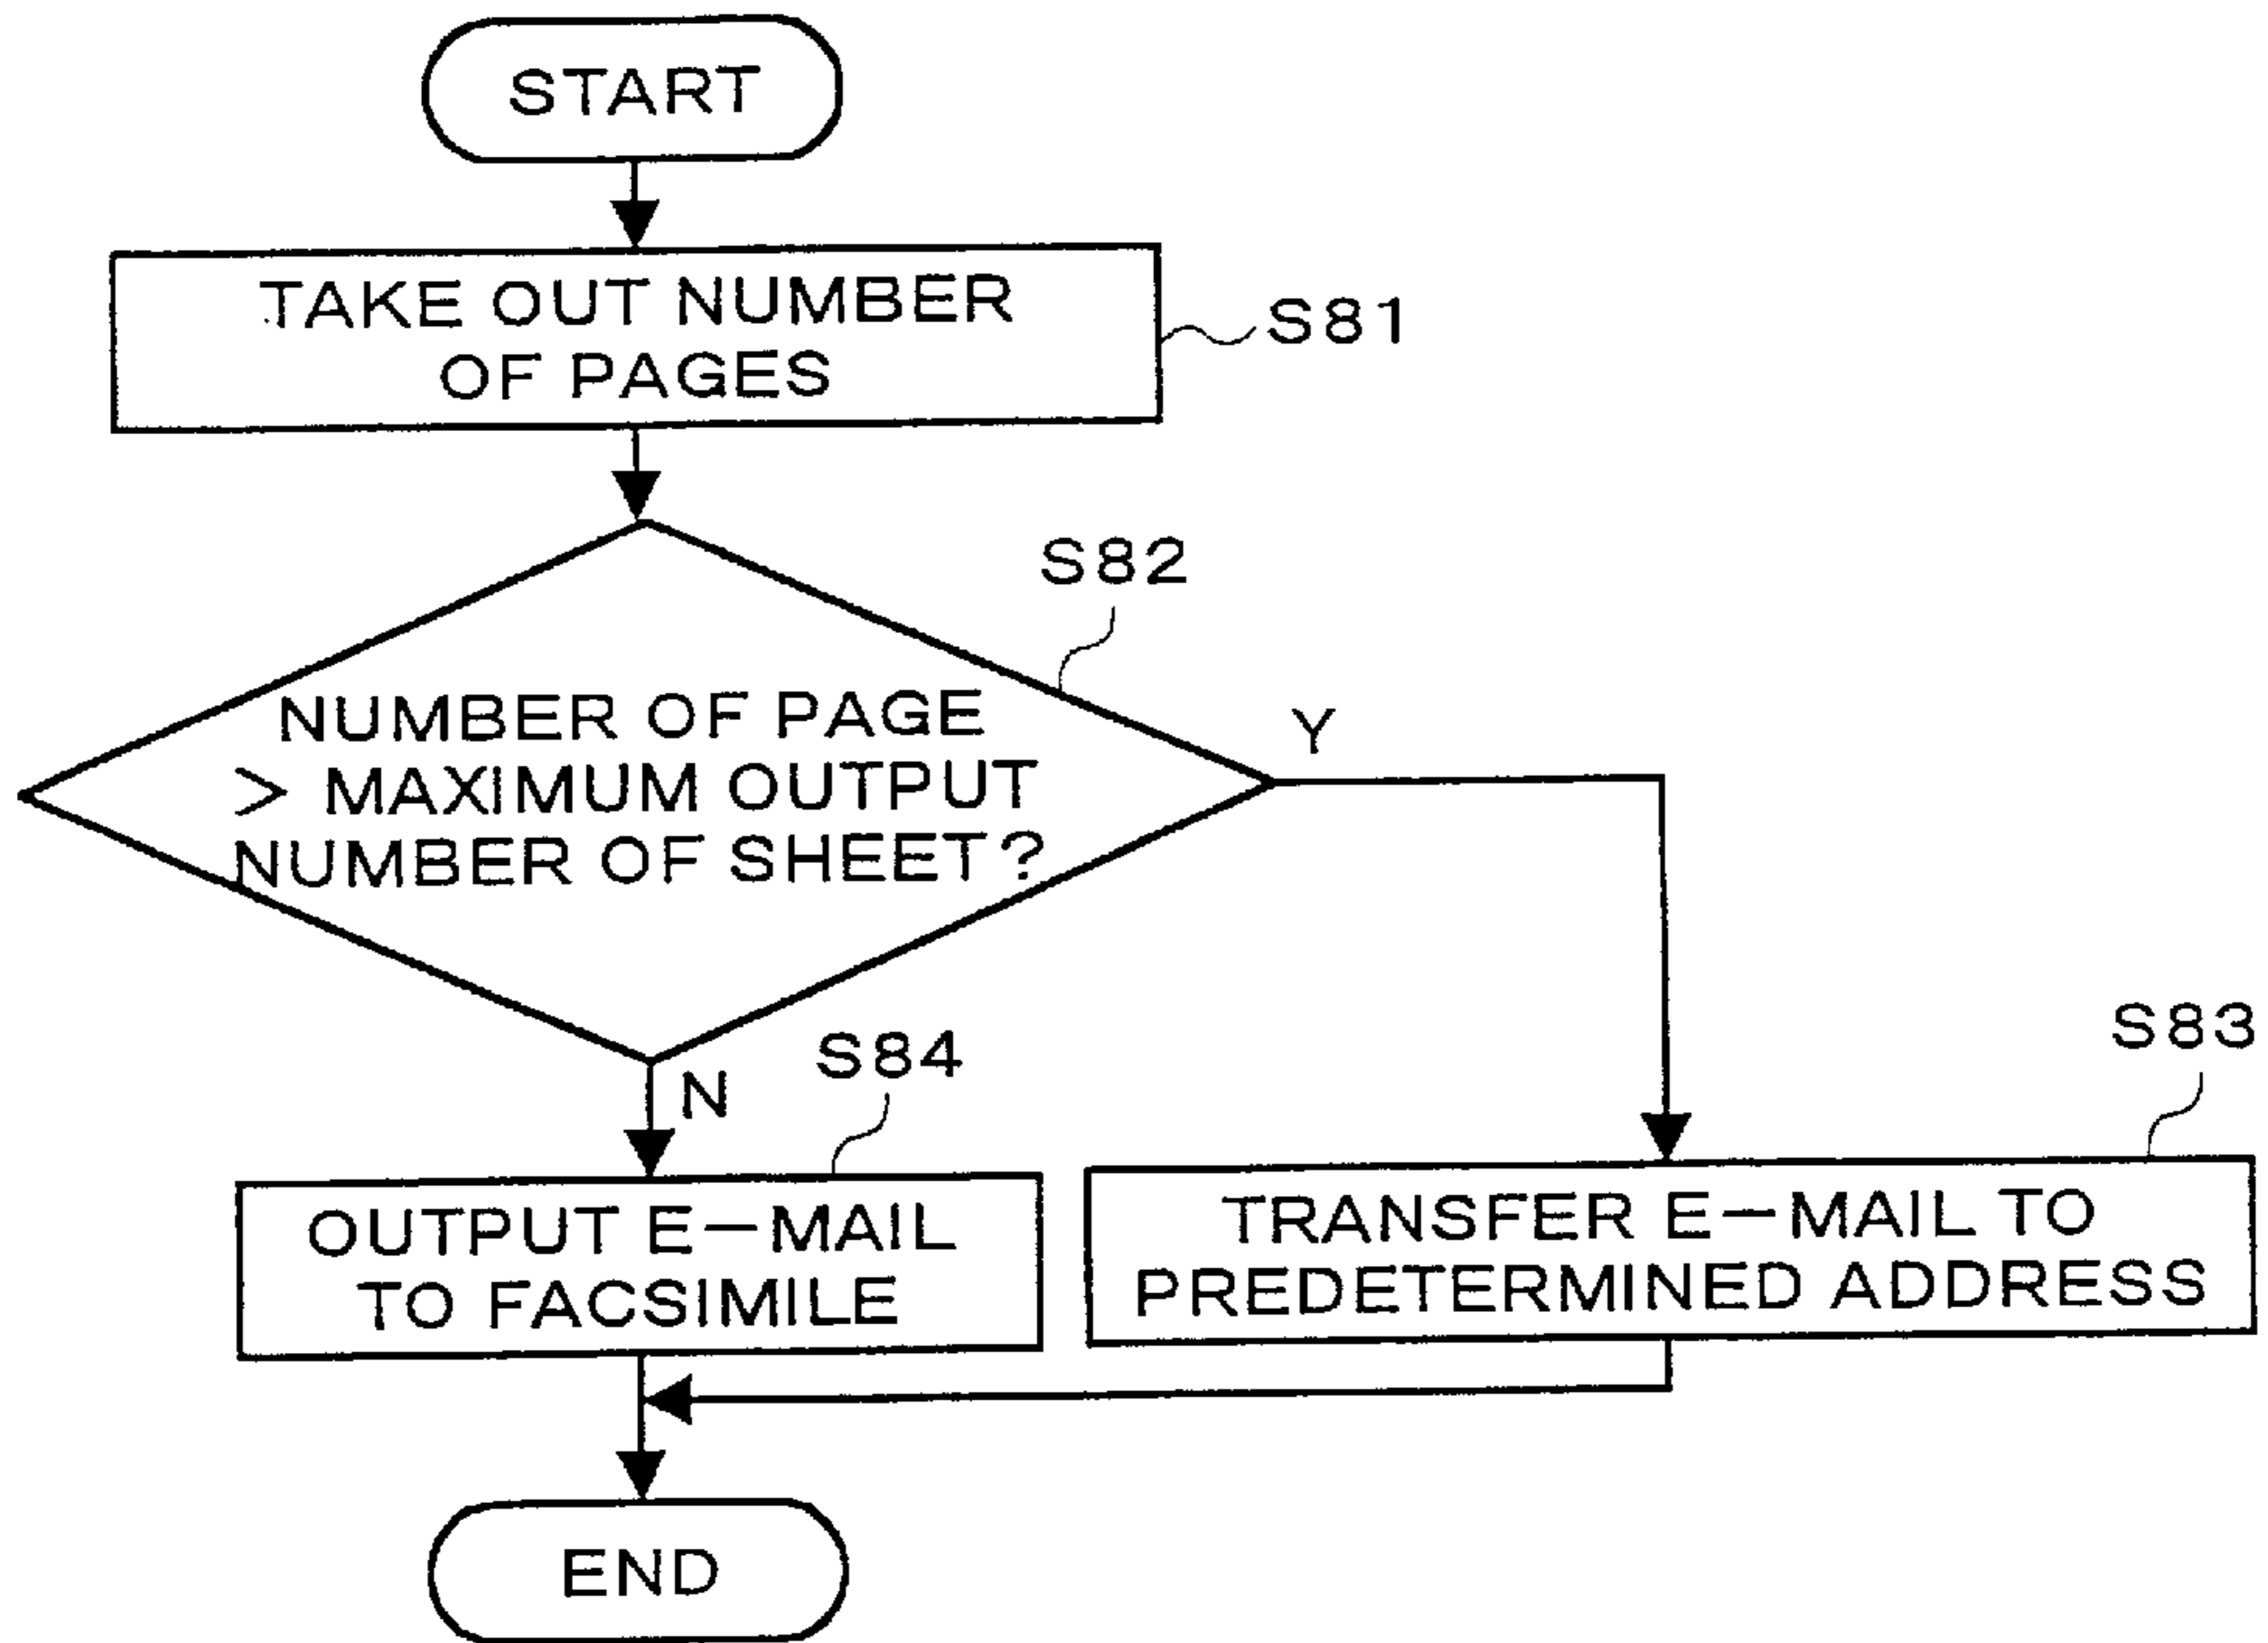 START
TAKE OUT NUMBER
OF PAGES
S81
S82
NUMBER OF PAGE
> MAXIMUM OUTPUT
NUMBER OF SHEET?
Y
N
S84
S83
OUTPUT E-MAIL
TO FACSIMILE
TRANSFER E-MAIL TO
PREDETERMINED ADDRESS
END